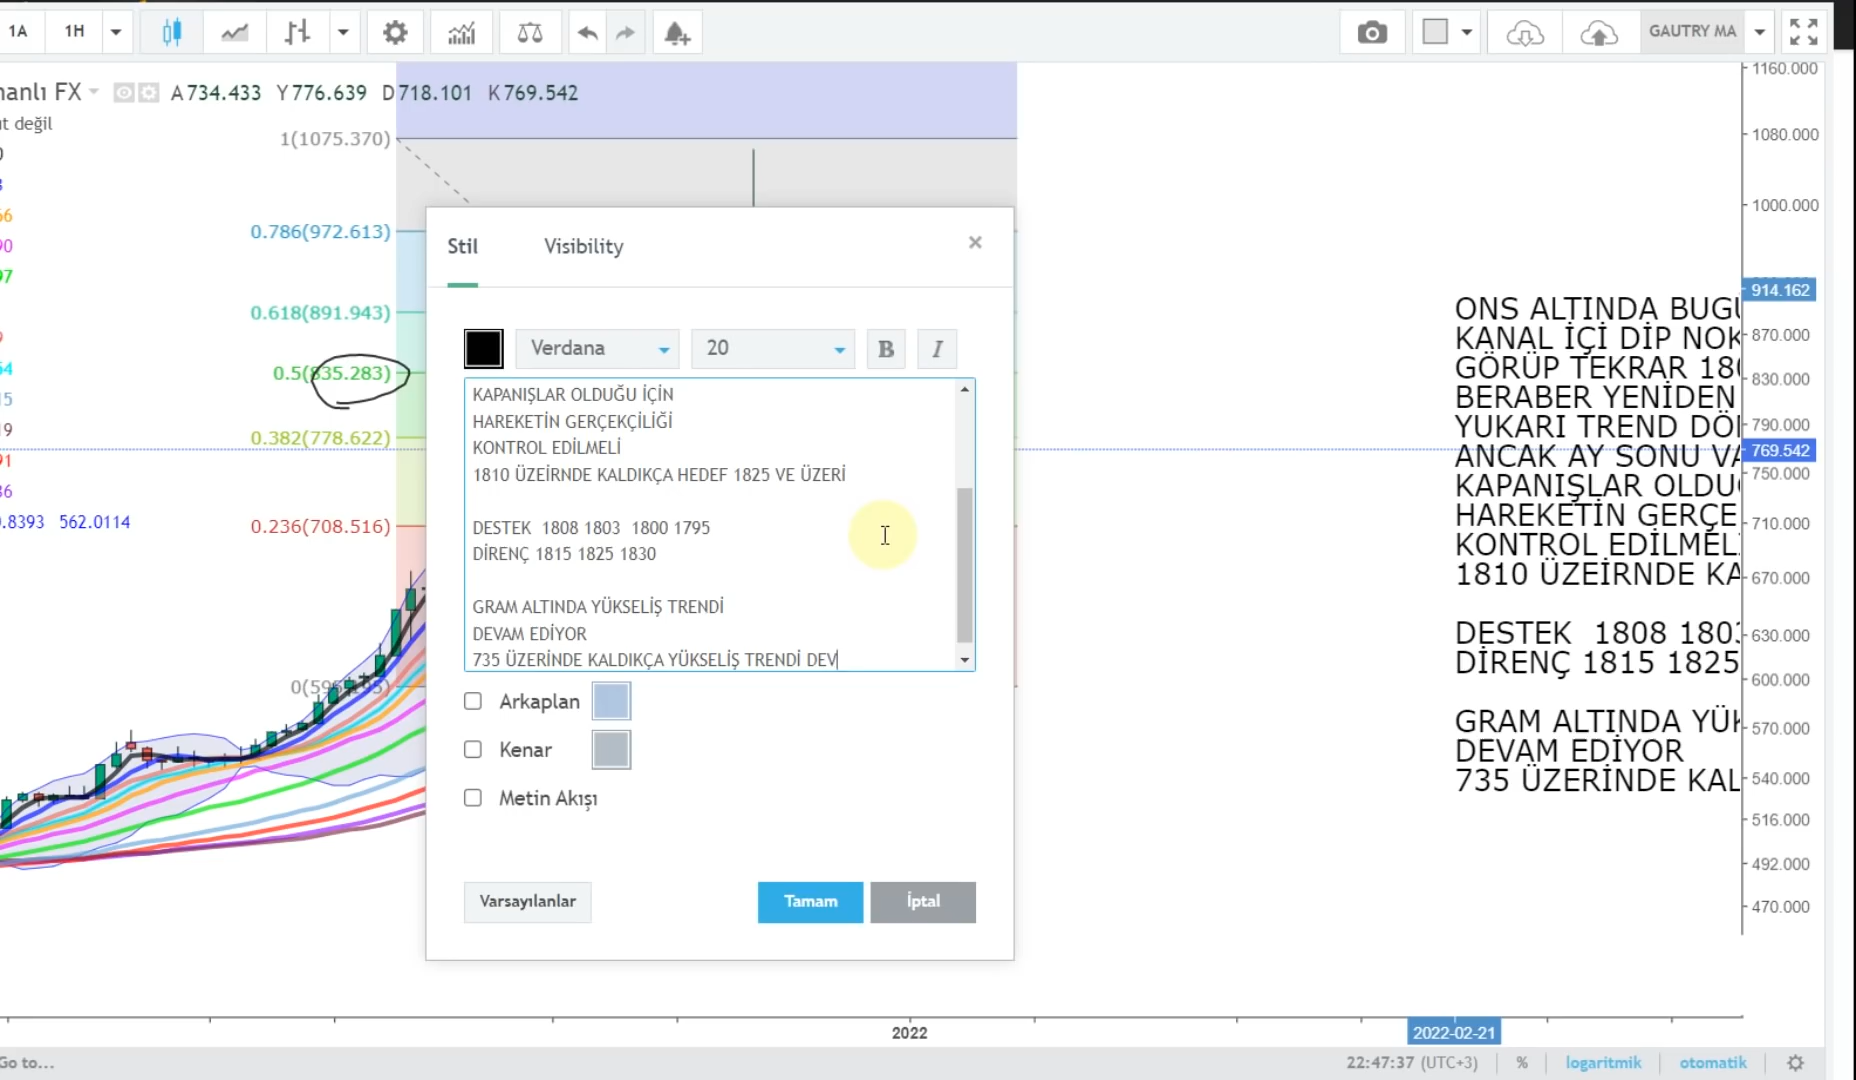 1A 1H GAUTRY MA
anlı FX A734.433 Y776.639 D718.101 K769.542
değil
1(1075.370)
0.786(972.613)
0.618(891.943)
0.5(835.283)
0.382(778.622)
0.236(708.516)
0.8393 562.0114
Stil Visibility ×
Verdana 20 B I
KAPANIŞLAR OLDUĞU İÇİN
HAREKETİN GERÇEKÇİLİĞİ
KONTROL EDİLMELİ
1810 ÜZEİRNDE KALDIKÇA HEDEF 1825 VE ÜZERİ
DESTEK 1808 1803 1800 1795
DİRENÇ 1815 1825 1830
GRAM ALTINDA YÜKSELİŞ TRENDİ
DEVAM EDİYOR
735 ÜZERİNDE KALDIKÇA YÜKSELİŞ TRENDİ DEV
Arkaplan
Kenar
Metin Akışı
Varsayılanlar Tamam İptal
ONS ALTINDA BUGU
KANAL İÇİ DİP NOK
GÖRÜP TEKRAR 180
BERABER YENİDEN
YUKARI TREND DÖ
ANCAK AY SONU VA
KAPANIŞLAR OLDU
HAREKETİN GERÇE
KONTROL EDİLMEL
1810 ÜZEİRNDE KA
DESTEK 1808 1803
DİRENÇ 1815 1825
GRAM ALTINDA YÜK
DEVAM EDİYOR
735 ÜZERİNDE KAL
1160.000
1080.000
1000.000
914.162
870.000
830.000
790.000
769.542
750.000
710.000
670.000
630.000
600.000
570.000
540.000
516.000
492.000
470.000
2022 2022-02-21
Go to... 22:47:37 (UTC+3) % logaritmik otomatik